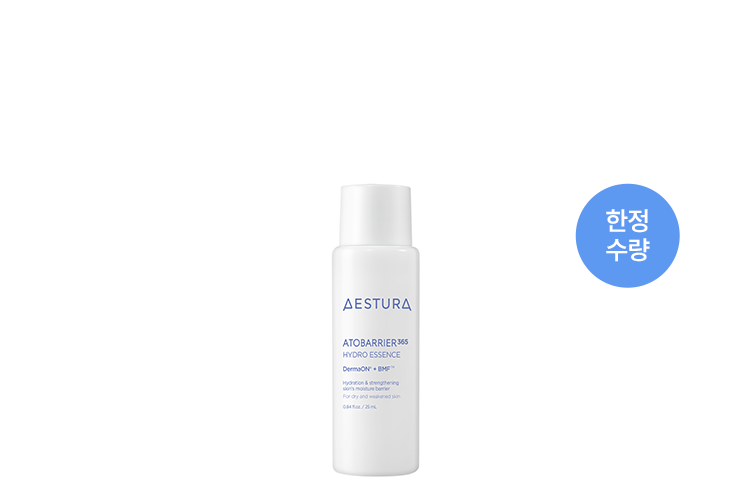 AESTURA
ATOBARRIER365
HYDRO ESSENCE
DermaON® + BMF™
Hydration & strengthening
skin's moisture barrier
For dry and weakened skin
0.84 fl.oz. / 25 mL
한정
수량